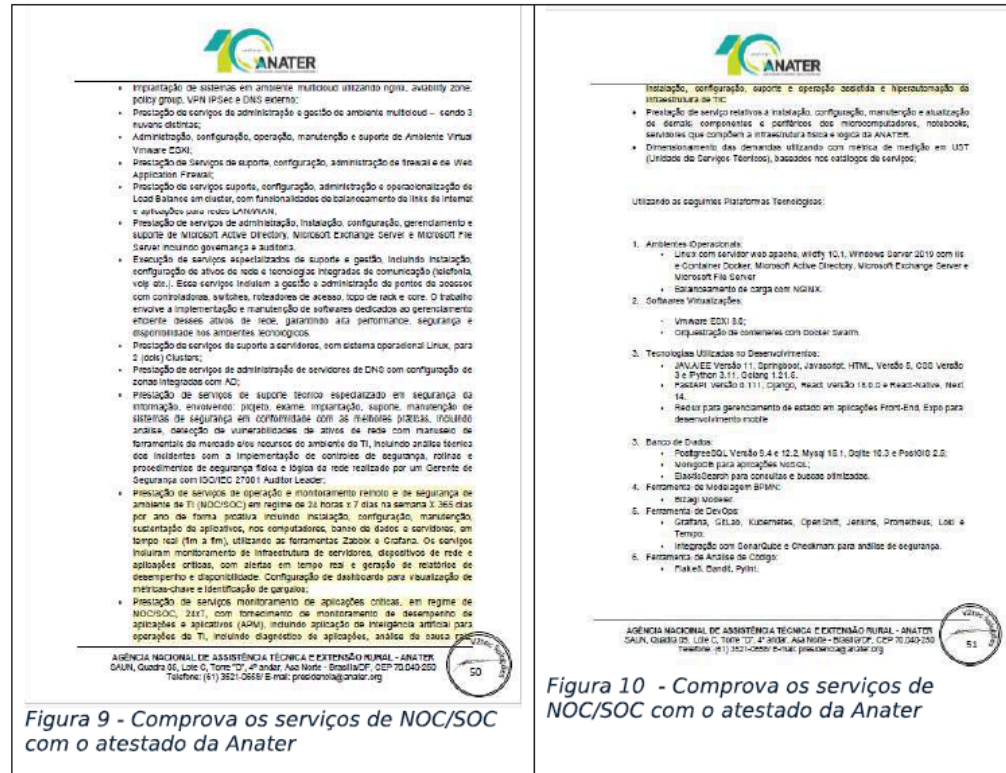 ANATER
Implantação de sistemas em ambiente multicloud utilizando nginx, aviability zone,
policy group, VPN IPSec e DNS externo;
Prestação de serviços de administração e gestão de ambiente multicloud – sendo 3
nuvens distintas;
Administração, configuração, operação, manutenção e suporte de Ambiente Virtual
Vmware ESXI;
Prestação de Serviços de suporte, configuração, administração de firewall e de Web
Application Firewall;
Prestação de serviços suporte, configuração, administração e operacionalização de
Load Balance em cluster, com funcionalidades de balanceamento de links de internet
e aplicações para redes LAN/WAN;
Prestação de serviços de administração, instalação, configuração, gerenciamento e
suporte de Microsoft Active Directory, Microsoft Exchange Server e Microsoft File
Server incluindo governança e auditoria.
Execução de serviços especializados de suporte e gestão, incluindo instalação,
configuração de ativos de rede e tecnologias integradas de comunicação (telefonia,
voip etc.). Esse serviços incluem a gestão e administração de pontos de acessos
com controladoras, switches, roteadores de acesso, topo de rack e core. O trabalho
envolve a implementação e manutenção de softwares dedicados ao gerenciamento
eficiente desses ativos de rede, garantindo alta performance, segurança e
disponibilidade nos ambientes tecnológicos.
Prestação de serviços de suporte a servidores, com sistema operacional Linux, para
2 (dois) Clusters;
Prestação de serviços de administração de servidores de DNS com configuração de
zonas integradas com AD;
Prestação de serviços de suporte técnico especializado em segurança da
informação, envolvendo: projeto, exame, implantação, suporte, manutenção de
sistemas de segurança em conformidade com as melhores práticas, incluindo
análise, detecção de vulnerabilidades de ativos de rede com manuseio de
ferramentais de mercado e/ou recursos do ambiente de TI, incluindo análise técnica
dos incidentes com a implementação de controles de segurança, rotinas e
procedimentos de segurança física e lógica da rede realizado por um Gerente de
Segurança com ISO/IEC 27001 Auditor Leader;
Prestação de serviços de operação e monitoramento remoto e de segurança de
ambiente de TI (NOC/SOC) em regime de 24 horas x 7 dias na semana X 365 dias
por ano de forma proativa incluindo instalação, configuração, manutenção,
sustentação de aplicativos, nos computadores, banco de dados e servidores, em
tempo real (fim a fim), utilizando as ferramentas Zabbix e Grafana. Os serviços
incluíram monitoramento de infraestrutura de servidores, dispositivos de rede e
aplicações críticas, com alertas em tempo real e geração de relatórios de
desempenho e disponibilidade. Configuração de dashboards para visualização de
métricas-chave e identificação de gargalos;
Prestação de serviços monitoramento de aplicações críticas, em regime de
NOC/SOC, 24x7, com fornecimento de monitoramento de desempenho de
aplicações e aplicativos (APM), incluindo aplicação de inteligência artificial para
operações de TI, incluindo diagnóstico de aplicações, análise de causa
AGÊNCIA NACIONAL DE ASSISTÊNCIA TÉCNICA E EXTENSÃO RURAL - ANATER
SAUN, Quadra 05, Lote C, Torre "D", 4º andar, Asa Norte - Brasília/DF, CEP 70.040-250
Telefone: (61) 3521-0658/ E-mail: presidencia@anater.org
50
Figura 9 - Comprova os serviços de NOC/SOC
com o atestado da Anater
ANATER
instalação, configuração, suporte e operação assistida e hiperautomação da
infraestrutura de TIC
Prestação de serviço relativos a instalação, configuração, manutenção e atualização
de demais componentes e periféricos dos microcomputadores, notebooks,
servidores que compõem a infraestrutura física e lógica da ANATER.
Dimensionamento das demandas utilizando com métrica de medição em UST
(Unidade de Serviços Técnicos), baseados nos catálogos de serviços;
Utilizando as seguintes Plataformas Tecnológicas:
1. Ambientes Operacionais:
Linux com servidor web apache, wildfly 10.1, Windows Server 2019 com iis
e Container Docker, Microsoft Active Directory, Microsoft Exchange Server e
Microsoft File Server
Balanceamento de carga com NGINX.
2. Softwares Virtualizações:
Vmware ESXI 8.0;
Orquestração de conteineres com Docker Swarm.
3. Tecnologias Utilizadas no Desenvolvimentos:
JAVA/EE Versão 11, Springboot, Javascript, HTML, Versão 5, CSS Versão
3 e Python 3.11, Golang 1.21.6.
FastAPI Versão 0.111, Django, React Versão 18.0.0 e React-Native, Next
14.
Redux para gerenciamento de estado em aplicações Front-End, Expo para
desenvolvimento mobile
3. Banco de Dados:
PostgreSQL Versão 9.4 e 12.2, Mysql 15.1, Sqlite 10.3 e PostGIS 2.5;
MongoDB para aplicações NoSQL;
ElasticSearch para consultas e buscas otimizadas.
4. Ferramenta de Modelagem BPMN:
Bizagi Modeler.
5. Ferramenta de DevOps:
Grafana, GitLab, Kubernetes, OpenShift, Jenkins, Prometheus, Loki e
Tempo;
Integração com SonarQube e Checkmarx para análise de segurança.
6. Ferramenta de Análise de Código:
Flake8, Bandit, Pylint.
AGÊNCIA NACIONAL DE ASSISTÊNCIA TÉCNICA E EXTENSÃO RURAL - ANATER
SAUN, Quadra 05, Lote C, Torre "D", 4º andar, Asa Norte - Brasília/DF, CEP 70.040-250
Telefone: (61) 3521-0658/ E-mail: presidencia@anater.org
51
Figura 10 - Comprova os serviços de
NOC/SOC com o atestado da Anater